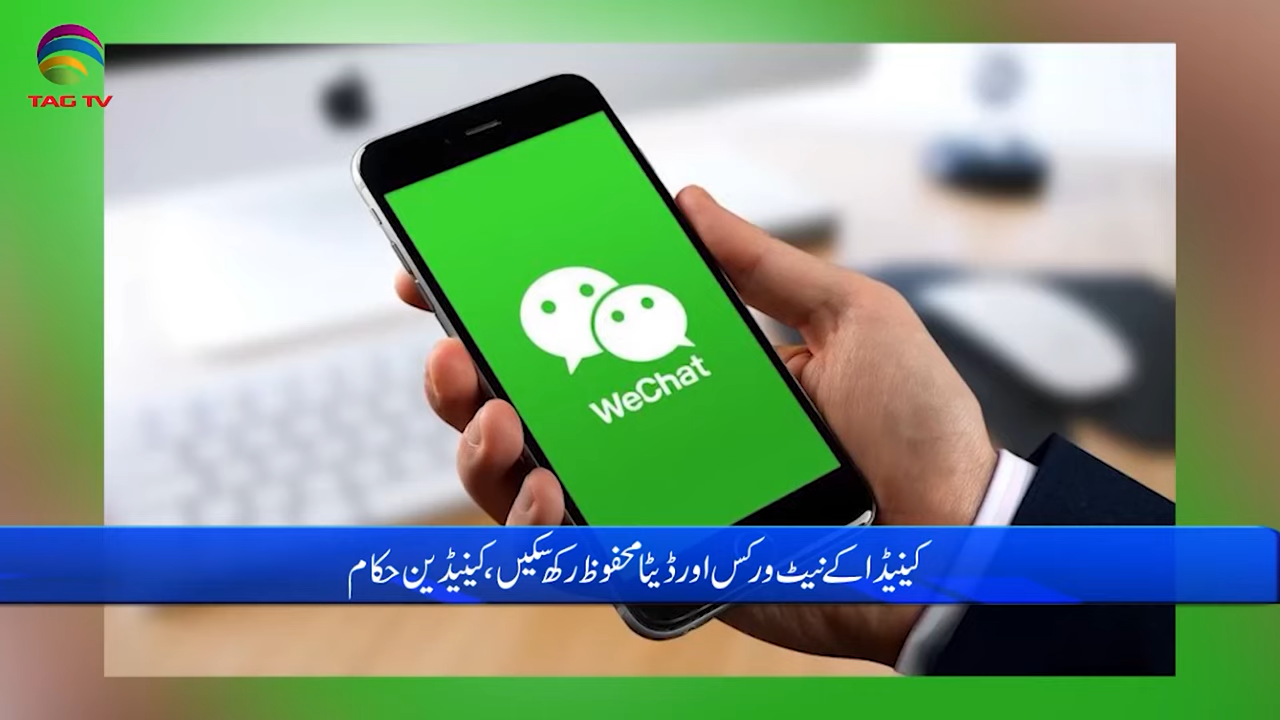 TAG TV
WeChat
کینیڈا کے نیٹ ورکس اور ڈیٹا محفوظ رکھ سکیں، کینیڈین حکام